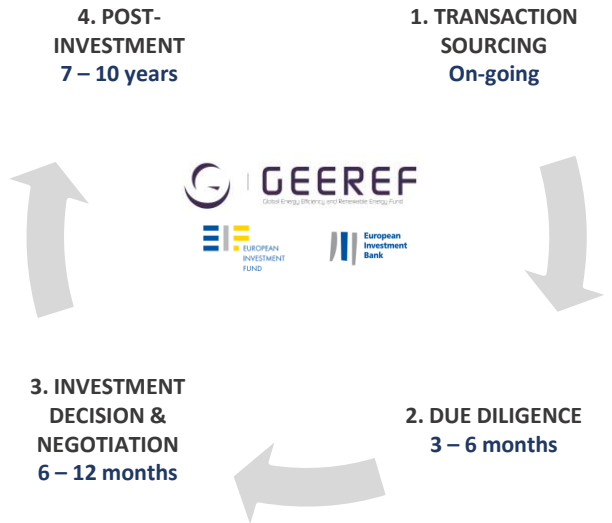 4. POST-
INVESTMENT
7 – 10 years
1. TRANSACTION
SOURCING
On-going
GEEREF
Global Energy Efficiency and Renewable Energy Fund
EUROPEAN
INVESTMENT
FUND
European
Investment
Bank
3. INVESTMENT
DECISION &
NEGOTIATION
6 – 12 months
2. DUE DILIGENCE
3 – 6 months